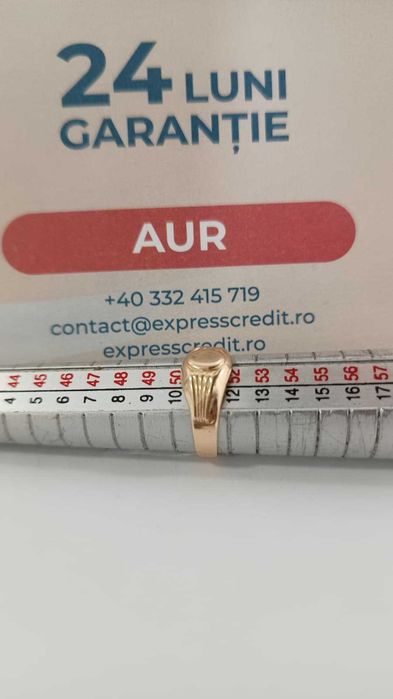 24 LUNI
GARANȚIE
AUR
+40 332 415 719
contact@expresscredit.ro
expresscredit.ro
44 45 46 47 48 49 50 52 53 54 55 56 57
4 5 6 7 8 9 10 12 13 14 15 16 17